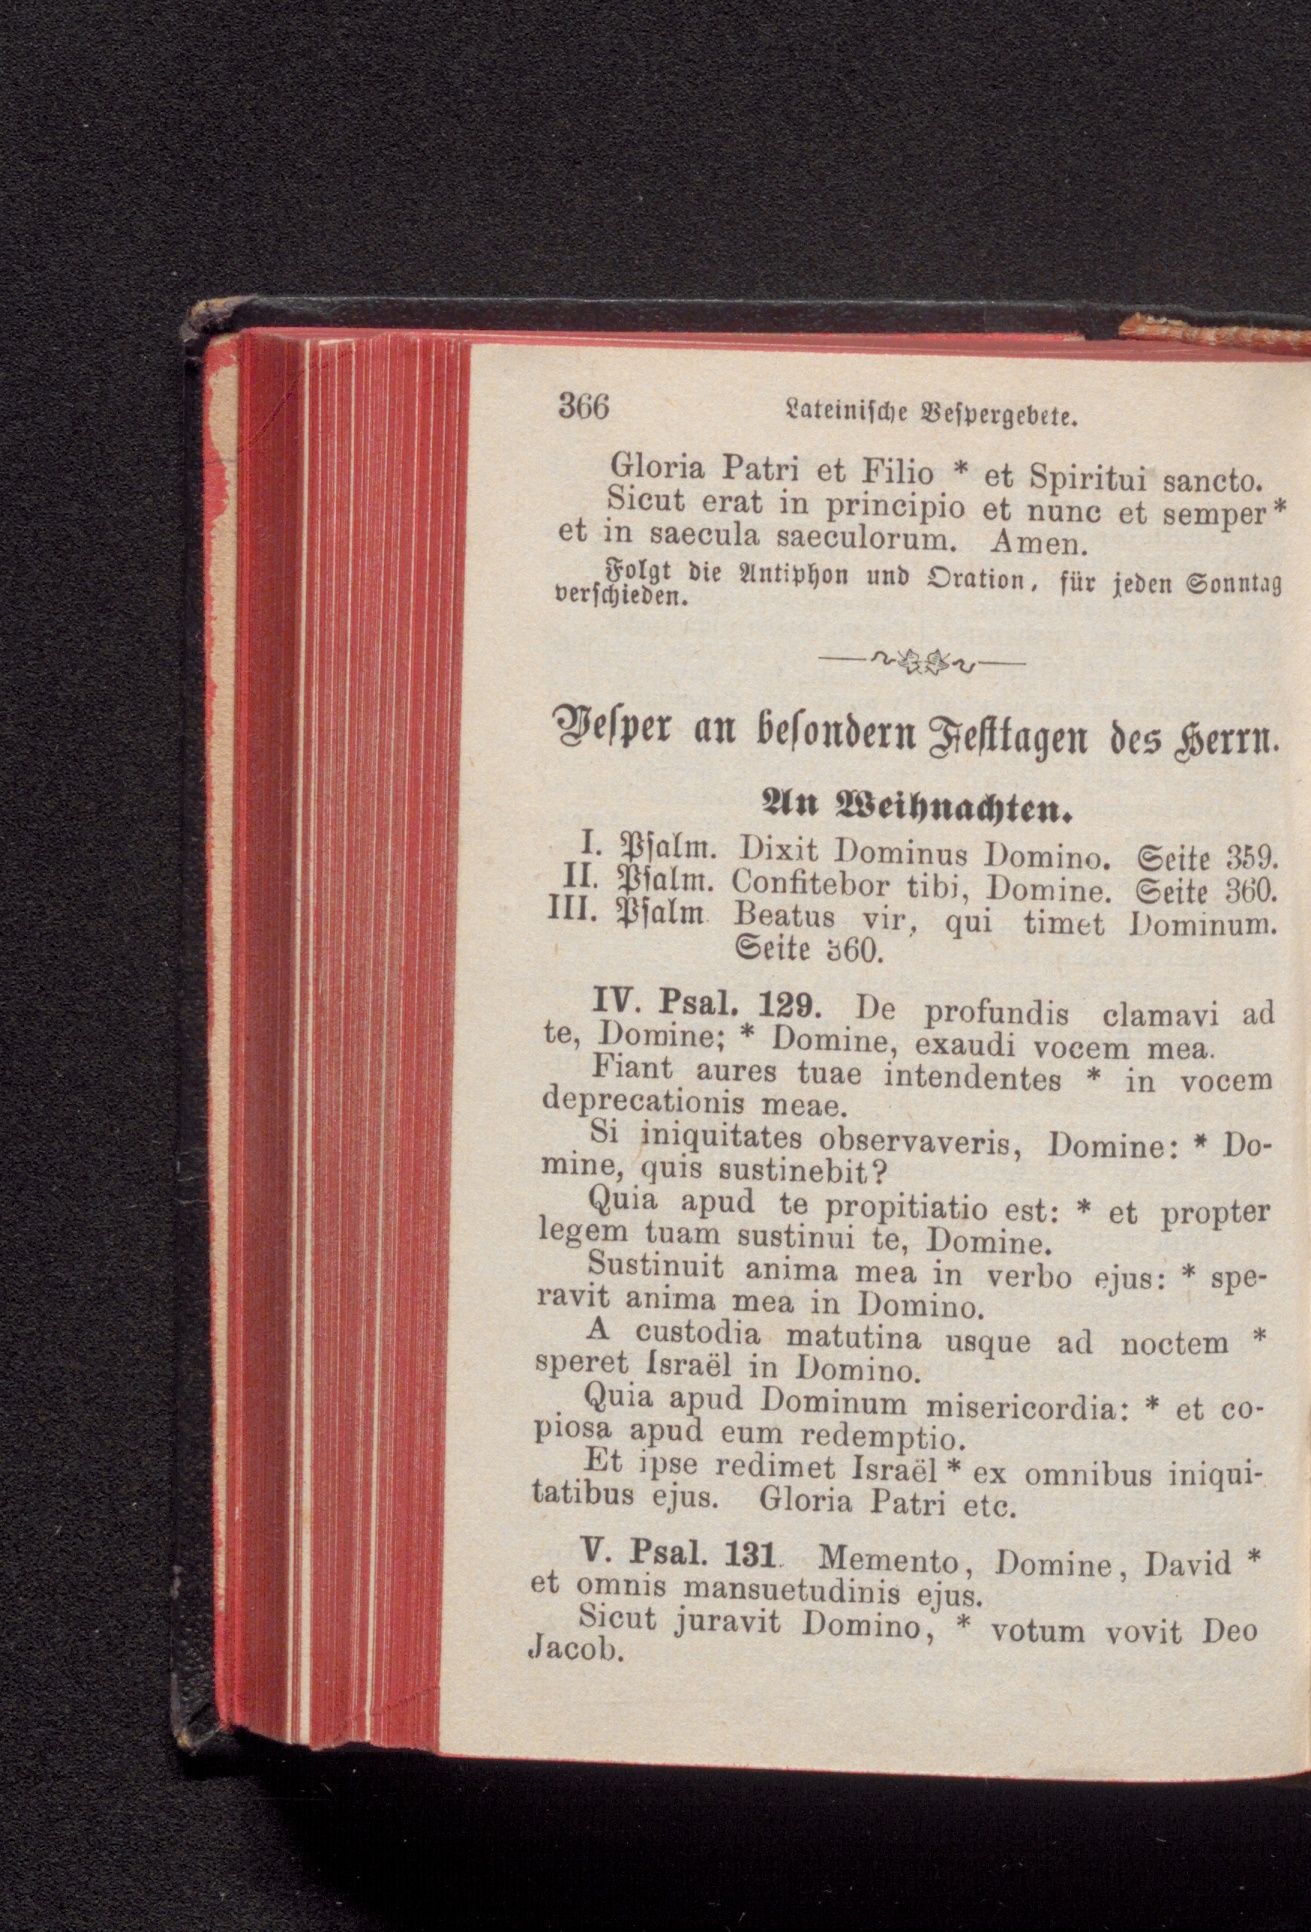 366 Lateinische Vespergebete.
Gloria Patri et Filio * et Spiritui sancto.
Sicut erat in principio et nunc et semper*
et in saecula saeculorum. Amen.
Folgt die Antiphon und Oration, für jeden Sonntag
verschieden.
Vesper an besondern Festtagen des Herrn.
An Weihnachten.
I. Psalm. Dixit Dominus Domino. Seite 359.
II. Psalm. Confitebor tibi, Domine. Seite 360.
III. Psalm Beatus vir, qui timet Dominum.
Seite 360.
IV. Psal. 129. De profundis clamavi ad
te, Domine; * Domine, exaudi vocem mea.
Fiant aures tuae intendentes * in vocem
deprecationis meae.
Si iniquitates observaveris, Domine: * Do-
mine, quis sustinebit?
Quia apud te propitiatio est: * et propter
legem tuam sustinui te, Domine.
Sustinuit anima mea in verbo ejus: * spe-
ravit anima mea in Domino.
A custodia matutina usque ad noctem *
speret Israël in Domino.
Quia apud Dominum misericordia: * et co-
piosa apud eum redemptio.
Et ipse redimet Israël * ex omnibus iniqui-
tatibus ejus. Gloria Patri etc.
V. Psal. 131. Memento, Domine, David *
et omnis mansuetudinis ejus.
Sicut juravit Domino, * votum vovit Deo
Jacob.